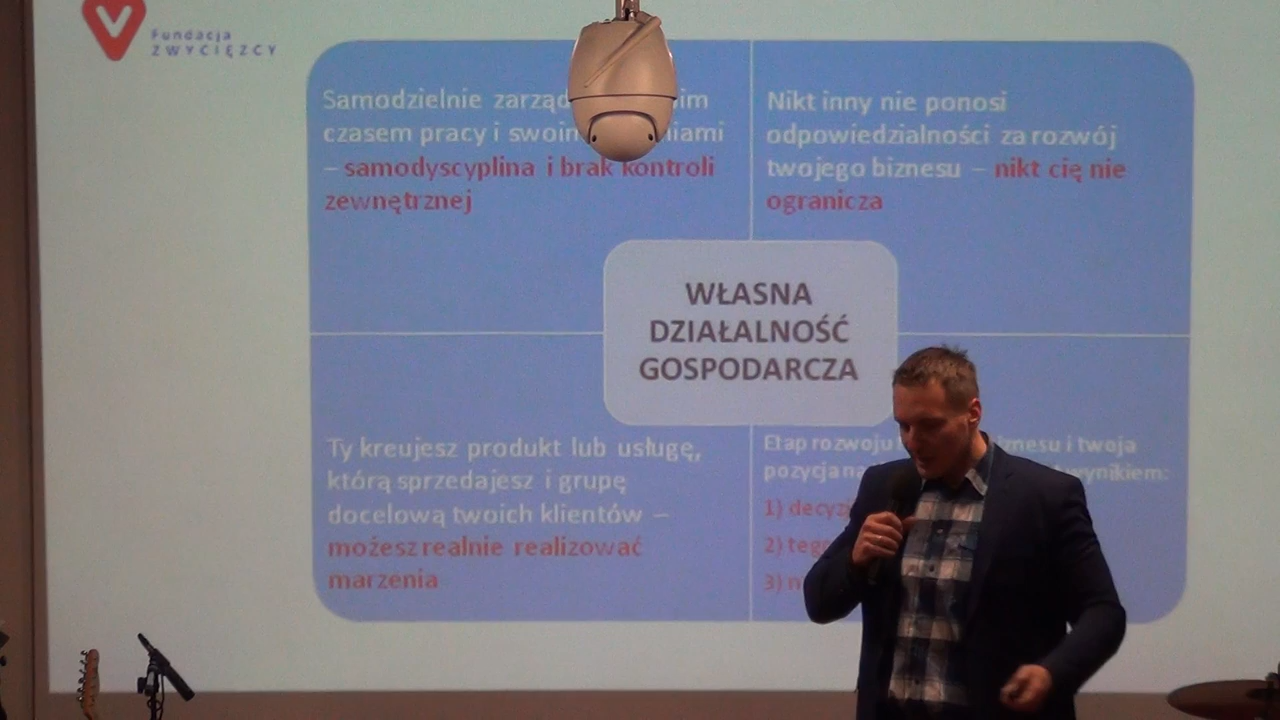 Fundacja
ZWYCIĘZCY
Samodzielnie
czasem pracy i
– samodyscyplina i brak kontroli
zewnętrznej
Nikt inny nie ponosi
odpowiedzialności za rozwój
twojego biznesu – nikt cię nie
ogranicza
WŁASNA
DZIAŁALNOŚĆ
GOSPODARCZA
Ty kreujesz produkt lub usługę,
którą sprzedajesz i grupę
docelową twoich klientów –
możesz realnie realizować
marzenia
Etap rozwoju i twoja
pozycja wynikiem:
1)
2)
3)